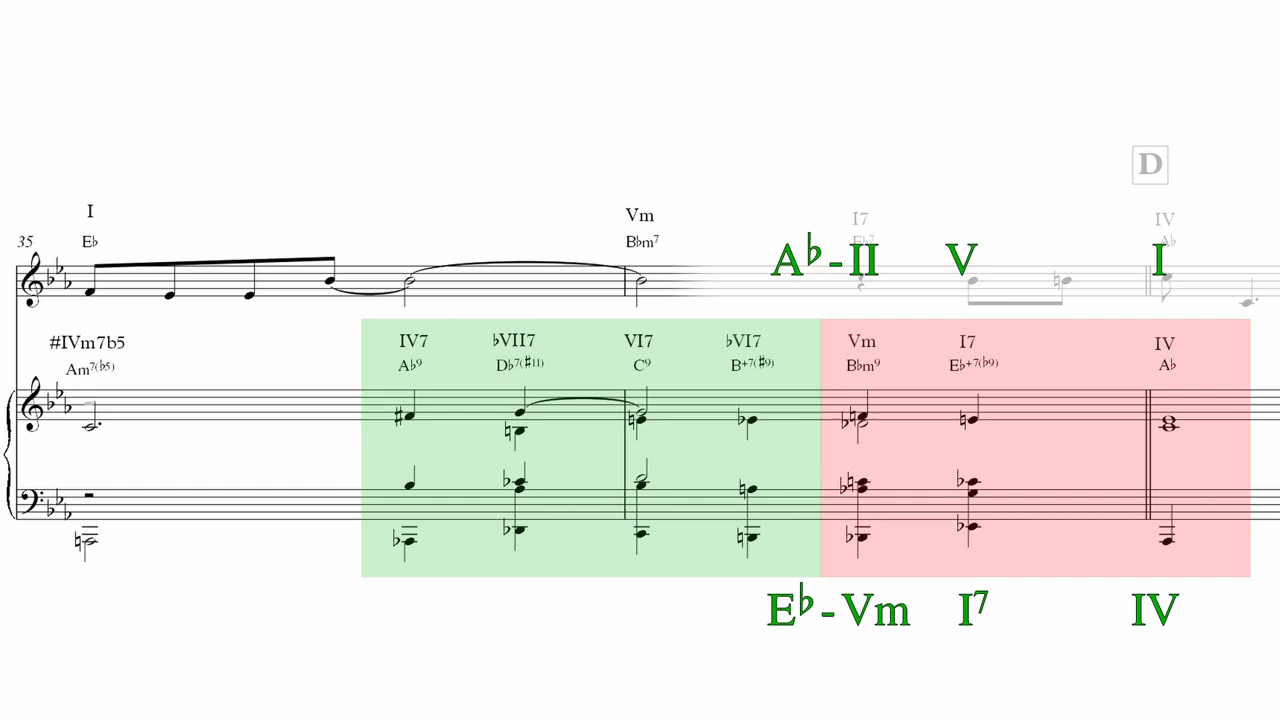 D
I Vm I7 IV
35 E♭ B♭m7 E♭7 A♭
A♭-II V I
#IVm7b5 IV7 ♭VII7 VI7 ♭VI7 Vm I7 IV
Am7(♭5) A♭9 D♭7(♯11) C9 B+7(♯9) B♭m9 E♭+7(♭9) A♭
E♭-Vm I7 IV